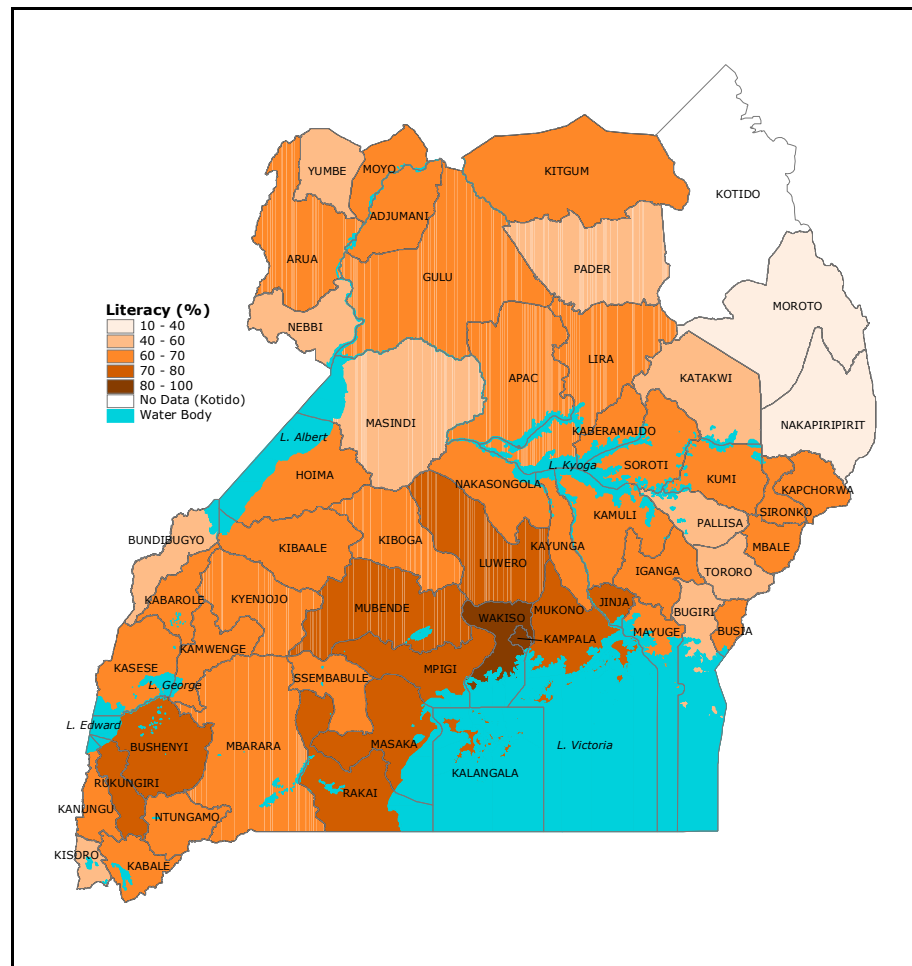 YUMBE
MOYO
KITGUM
KOTIDO
ADJUMANI
ARUA
GULU
PADER
MOROTO
Literacy (%)
10 - 40
40 - 60
60 - 70
70 - 80
80 - 100
No Data (Kotido)
Water Body
NEBBI
LIRA
APAC
KATAKWI
MASINDI
NAKAPIRIPIRIT
KABERAMAIDO
L. Albert
L. Kyoga
SOROTI
HOIMA
NAKASONGOLA
KUMI
KAPCHORWA
SIRONKO
KAMULI
PALLISA
BUNDIBUGYO
KIBAALE
KIBOGA
KAYUNGA
MBALE
LUWERO
IGANGA
TORORO
KABAROLE
KYENJOJO
MUBENDE
MUKONO
JINJA
BUGIRI
WAKISO
MAYUGE
BUSIA
KAMPALA
KAMWENGE
KASESE
MPIGI
SSEMBABULE
L. George
L. Edward
BUSHENYI
MBARARA
MASAKA
L. Victoria
KALANGALA
RUKUNGIRI
RAKAI
KANUNGU
NTUNGAMO
KISORO
KABALE